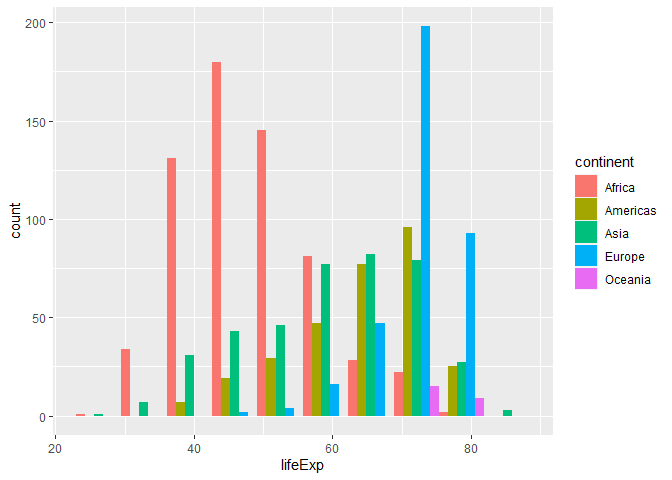 200
150
100
50
0
count
20
40
60
80
lifeExp
continent
Africa
Americas
Asia
Europe
Oceania